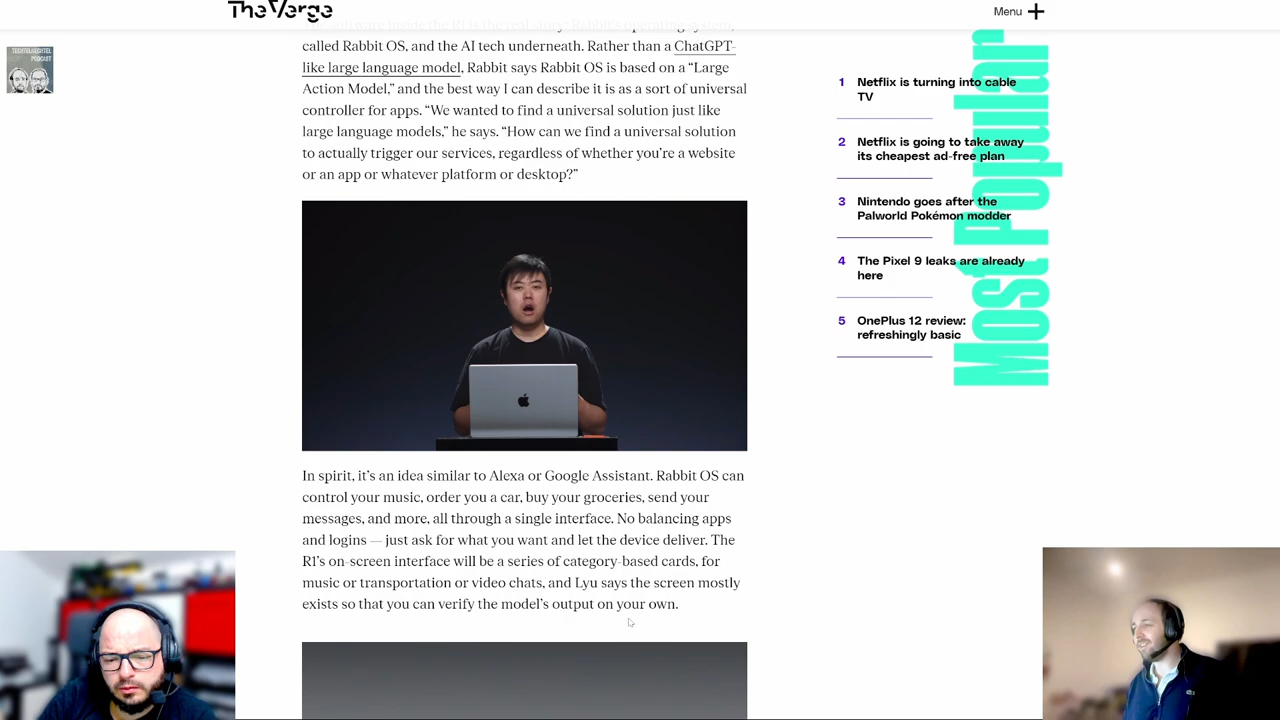 TheVerge
Menu
TECHTELMECHTEL
PODCAST
software inside the R1 is the real story: Rabbit's operating system,
called Rabbit OS, and the AI tech underneath. Rather than a ChatGPT-
like large language model, Rabbit says Rabbit OS is based on a “Large
Action Model,” and the best way I can describe it is as a sort of universal
controller for apps. “We wanted to find a universal solution just like
large language models,” he says. “How can we find a universal solution
to actually trigger our services, regardless of whether you’re a website
or an app or whatever platform or desktop?”
In spirit, it’s an idea similar to Alexa or Google Assistant. Rabbit OS can
control your music, order you a car, buy your groceries, send your
messages, and more, all through a single interface. No balancing apps
and logins — just ask for what you want and let the device deliver. The
R1’s on-screen interface will be a series of category-based cards, for
music or transportation or video chats, and Lyu says the screen mostly
exists so that you can verify the model’s output on your own.
Most Popular
1 Netflix is turning into cable
TV
2 Netflix is going to take away
its cheapest ad-free plan
3 Nintendo goes after the
Palworld Pokémon modder
4 The Pixel 9 leaks are already
here
5 OnePlus 12 review:
refreshingly basic